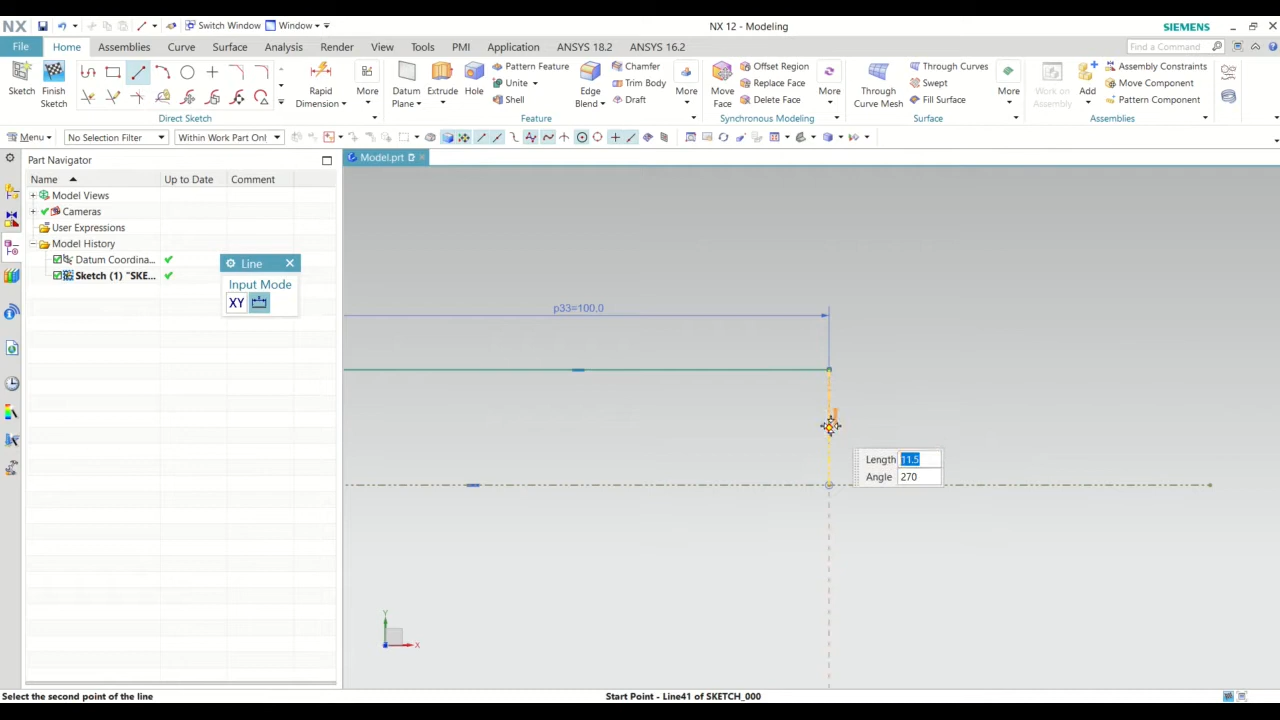 NX
Switch Window
Window
NX 12 - Modeling
SIEMENS
File
Home
Assemblies
Curve
Surface
Analysis
Render
View
Tools
PMI
Application
ANSYS 18.2
ANSYS 16.2
Find a Command
Sketch
Finish
Sketch
Rapid
Dimension
More
Direct Sketch
Datum
Plane
Extrude
Hole
Pattern Feature
Unite
Shell
Edge
Blend
Chamfer
Trim Body
Draft
More
Feature
Move
Face
Offset Region
Replace Face
Delete Face
More
Synchronous Modeling
Through
Curve Mesh
Through Curves
Swept
Fill Surface
More
Surface
Work on
Assembly
Add
Assembly Constraints
Move Component
Pattern Component
Assemblies
Menu
No Selection Filter
Within Work Part Onl
Part Navigator
Model.prt
Name
Up to Date
Comment
Model Views
Cameras
User Expressions
Model History
Datum Coordina...
Sketch (1) "SKE...
Line
Input Mode
XY
p33=100.0
Length 11.5
Angle 270
Y
X
Select the second point of the line
Start Point - Line41 of SKETCH_000